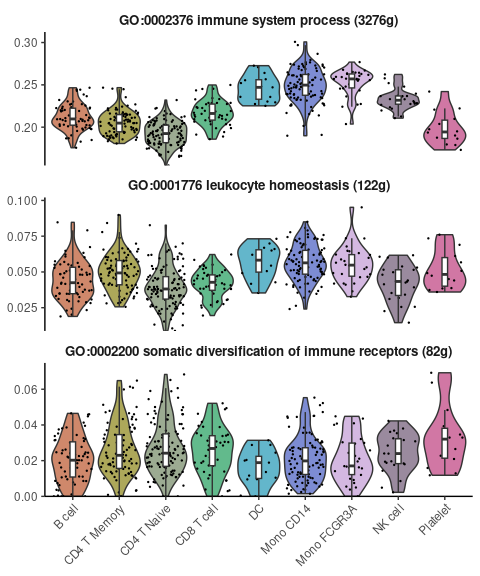 GO:0002376 immune system process (3276g)
0.30
0.25
0.20
GO:0001776 leukocyte homeostasis (122g)
0.100
0.075
0.050
0.025
GO:0002200 somatic diversification of immune receptors (82g)
0.06
0.04
0.02
0.00
B cell
CD4 T Memory
CD4 T Naive
CD8 T cell
DC
Mono CD14
Mono FCGR3A
NK cell
Platelet